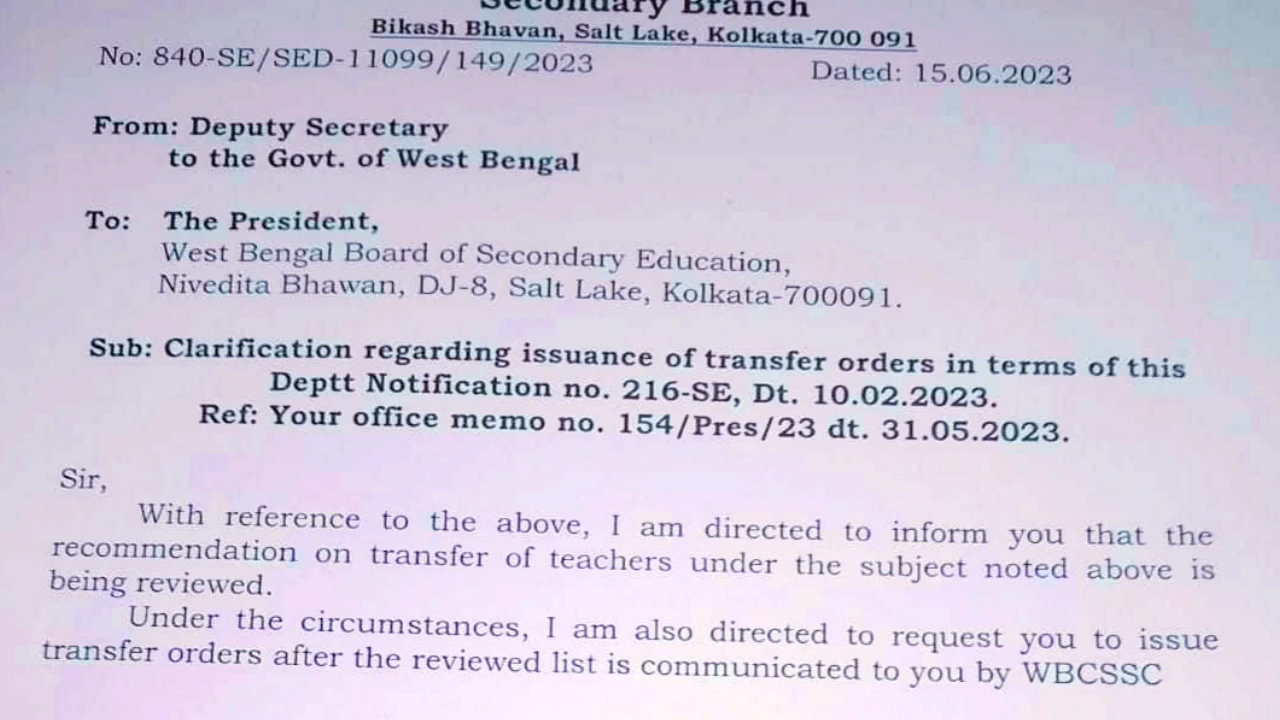 Secondary Branch
Bikash Bhavan, Salt Lake, Kolkata-700 091
No: 840-SE/SED-11099/149/2023
Dated: 15.06.2023
From: Deputy Secretary
to the Govt. of West Bengal
To: The President,
West Bengal Board of Secondary Education,
Nivedita Bhawan, DJ-8, Salt Lake, Kolkata-700091.
Sub: Clarification regarding issuance of transfer orders in terms of this
Deptt Notification no. 216-SE, Dt. 10.02.2023.
Ref: Your office memo no. 154/Pres/23 dt. 31.05.2023.
Sir,
With reference to the above, I am directed to inform you that the
recommendation on transfer of teachers under the subject noted above is
being reviewed.
Under the circumstances, I am also directed to request you to issue
transfer orders after the reviewed list is communicated to you by WBCSSC